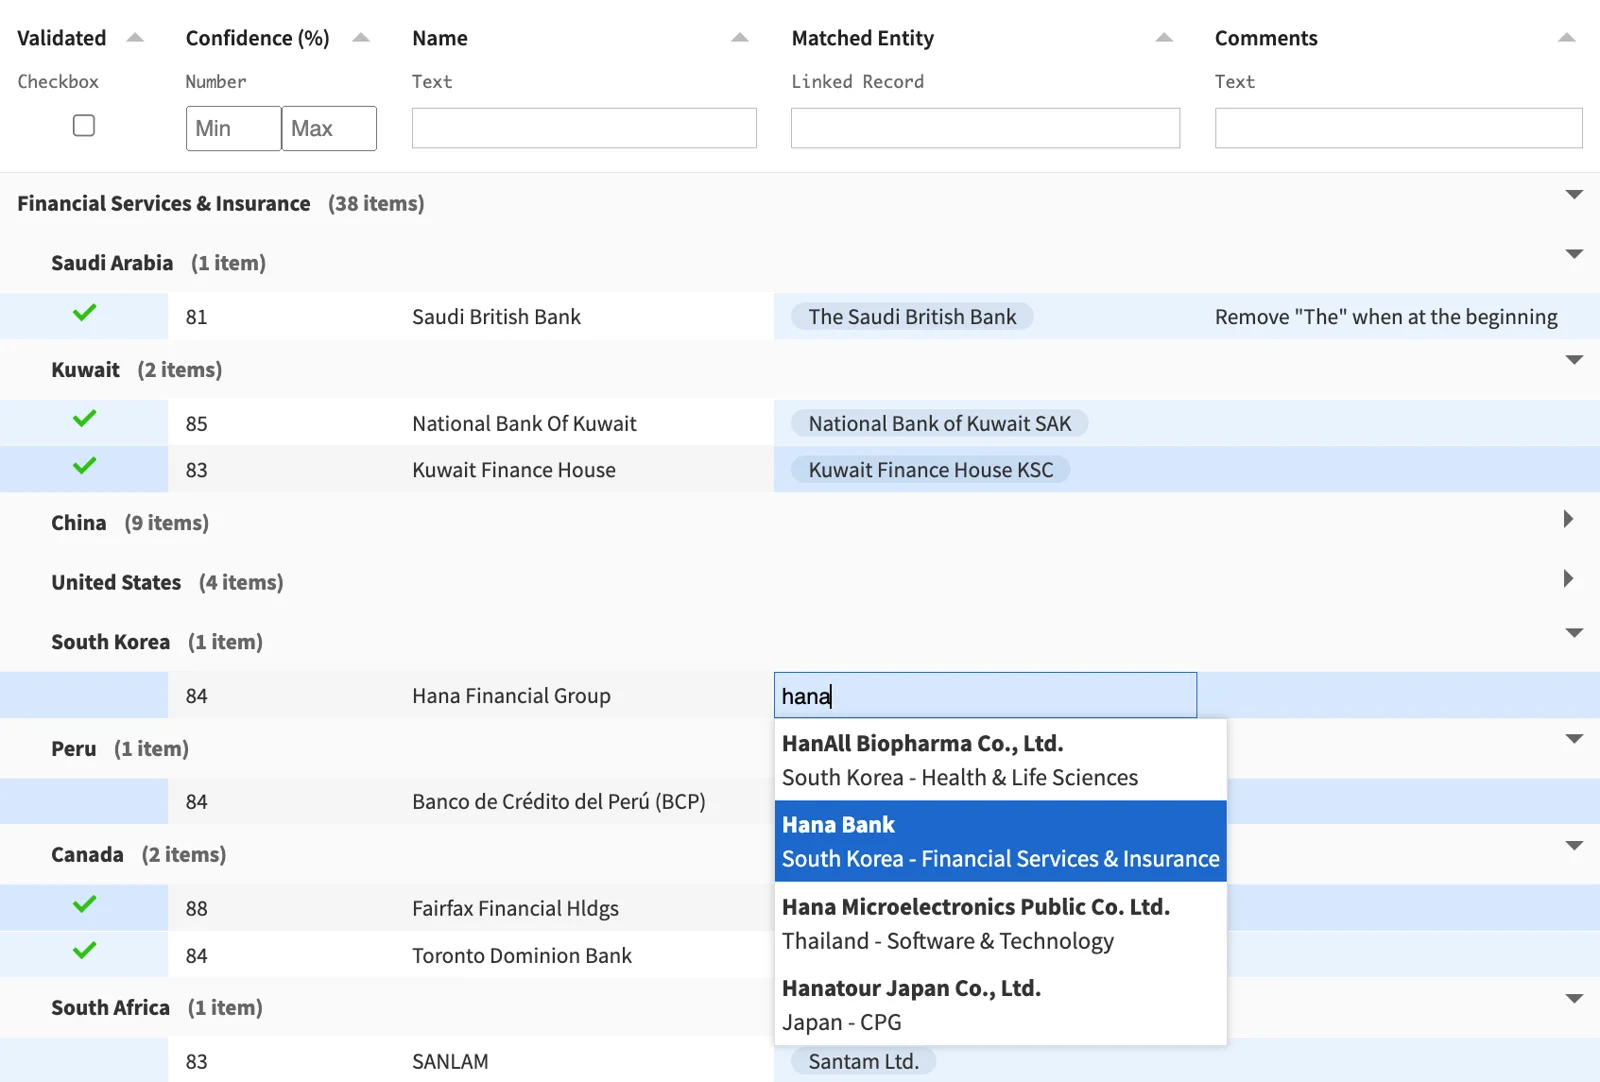 Validated Confidence (%) Name Matched Entity Comments
Checkbox Number Text Linked Record Text
Min Max
Financial Services & Insurance (38 items)
Saudi Arabia (1 item)
81 Saudi British Bank The Saudi British Bank Remove "The" when at the beginning
Kuwait (2 items)
85 National Bank Of Kuwait National Bank of Kuwait SAK
83 Kuwait Finance House Kuwait Finance House KSC
China (9 items)
United States (4 items)
South Korea (1 item)
84 Hana Financial Group hana
HanAll Biopharma Co., Ltd.
South Korea - Health & Life Sciences
Hana Bank
South Korea - Financial Services & Insurance
Hana Microelectronics Public Co. Ltd.
Thailand - Software & Technology
Hanatour Japan Co., Ltd.
Japan - CPG
Peru (1 item)
84 Banco de Crédito del Perú (BCP)
Canada (2 items)
88 Fairfax Financial Hldgs
84 Toronto Dominion Bank
South Africa (1 item)
83 SANLAM Santam Ltd.